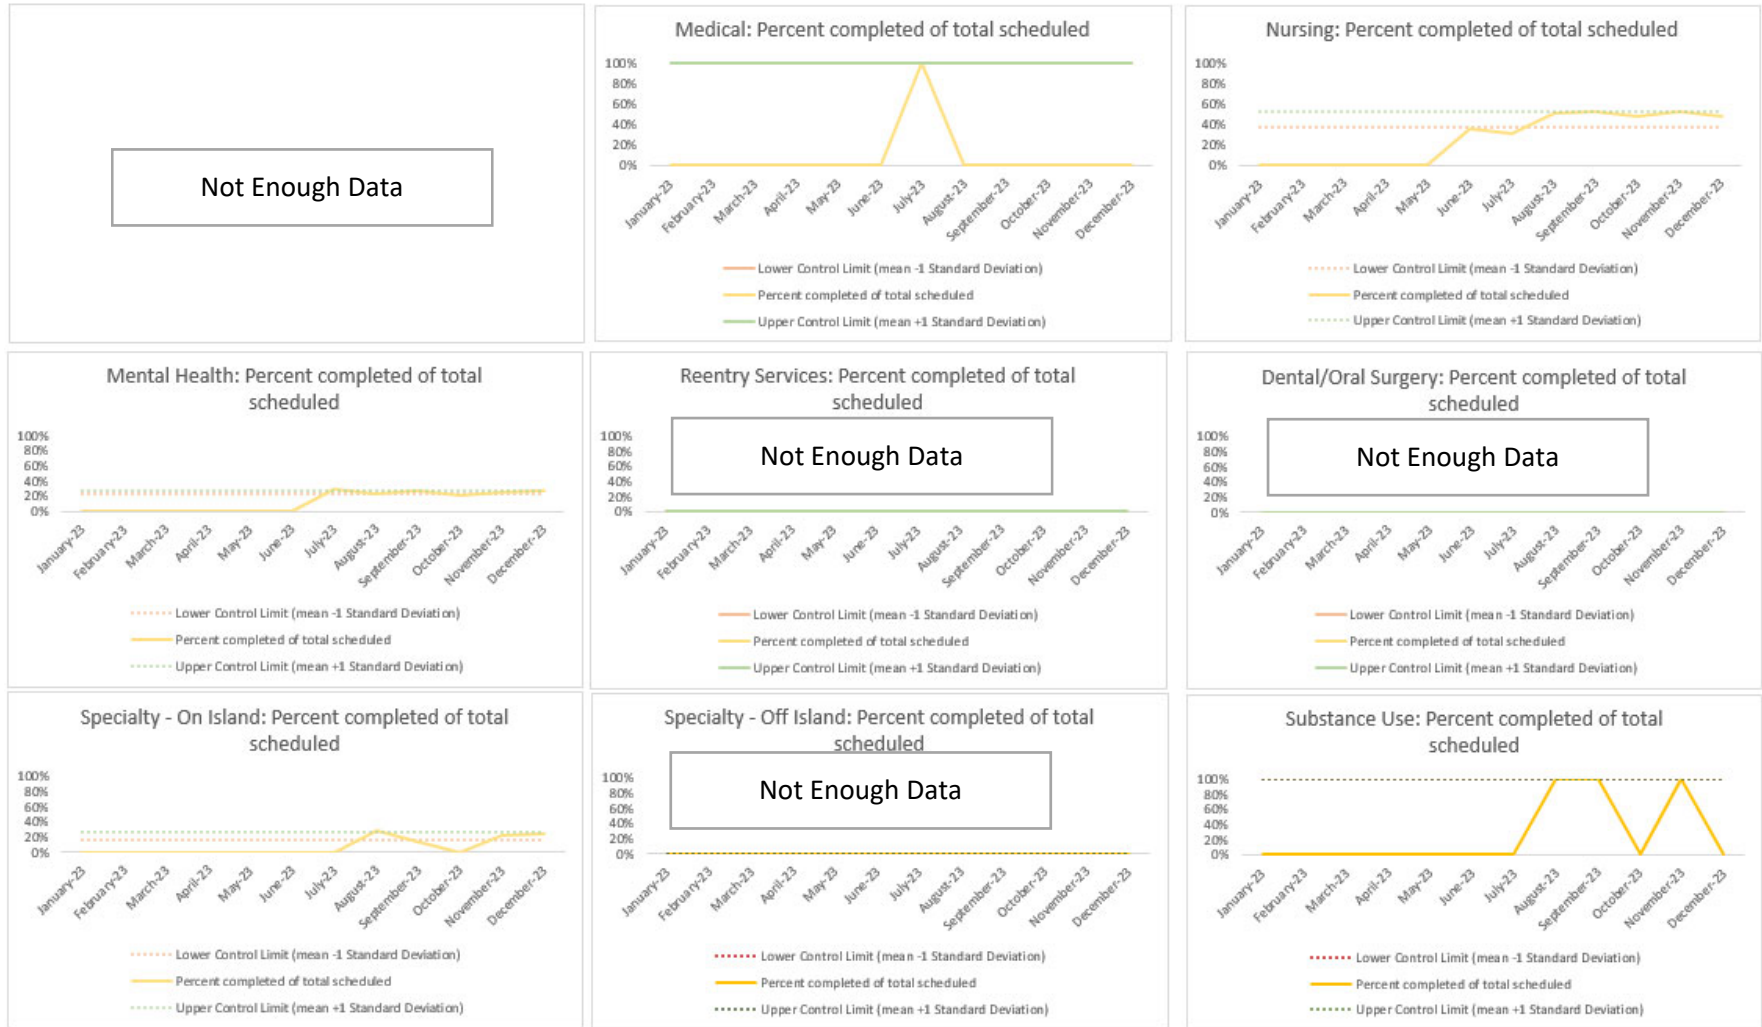 Not Enough Data
Medical: Percent completed of total scheduled
100%
80%
60%
40%
20%
0%
January-23
February-23
March-23
April-23
May-23
June-23
July-23
August-23
September-23
October-23
November-23
December-23
Lower Control Limit (mean -1 Standard Deviation)
Percent completed of total scheduled
Upper Control Limit (mean +1 Standard Deviation)
Nursing: Percent completed of total scheduled
100%
80%
60%
40%
20%
0%
January-23
February-23
March-23
April-23
May-23
June-23
July-23
August-23
September-23
October-23
November-23
December-23
Lower Control Limit (mean -1 Standard Deviation)
Percent completed of total scheduled
Upper Control Limit (mean +1 Standard Deviation)
Mental Health: Percent completed of total
scheduled
100%
80%
60%
40%
20%
0%
January-23
February-23
March-23
April-23
May-23
June-23
July-23
August-23
September-23
October-23
November-23
December-23
Lower Control Limit (mean -1 Standard Deviation)
Percent completed of total scheduled
Upper Control Limit (mean +1 Standard Deviation)
Reentry Services: Percent completed of total
scheduled
Not Enough Data
100%
80%
60%
40%
20%
0%
January-23
February-23
March-23
April-23
May-23
June-23
July-23
August-23
September-23
October-23
November-23
December-23
Lower Control Limit (mean -1 Standard Deviation)
Percent completed of total scheduled
Upper Control Limit (mean +1 Standard Deviation)
Dental/Oral Surgery: Percent completed of total
scheduled
Not Enough Data
100%
80%
60%
40%
20%
0%
January-23
February-23
March-23
April-23
May-23
June-23
July-23
August-23
September-23
October-23
November-23
December-23
Lower Control Limit (mean -1 Standard Deviation)
Percent completed of total scheduled
Upper Control Limit (mean +1 Standard Deviation)
Specialty - On Island: Percent completed of total
scheduled
100%
80%
60%
40%
20%
0%
January-23
February-23
March-23
April-23
May-23
June-23
July-23
August-23
September-23
October-23
November-23
December-23
Lower Control Limit (mean -1 Standard Deviation)
Percent completed of total scheduled
Upper Control Limit (mean +1 Standard Deviation)
Specialty - Off Island: Percent completed of total
scheduled
Not Enough Data
100%
80%
60%
40%
20%
0%
January-23
February-23
March-23
April-23
May-23
June-23
July-23
August-23
September-23
October-23
November-23
December-23
Lower Control Limit (mean -1 Standard Deviation)
Percent completed of total scheduled
Upper Control Limit (mean +1 Standard Deviation)
Substance Use: Percent completed of total
scheduled
100%
80%
60%
40%
20%
0%
January-23
February-23
March-23
April-23
May-23
June-23
July-23
August-23
September-23
October-23
November-23
December-23
Lower Control Limit (mean -1 Standard Deviation)
Percent completed of total scheduled
Upper Control Limit (mean +1 Standard Deviation)